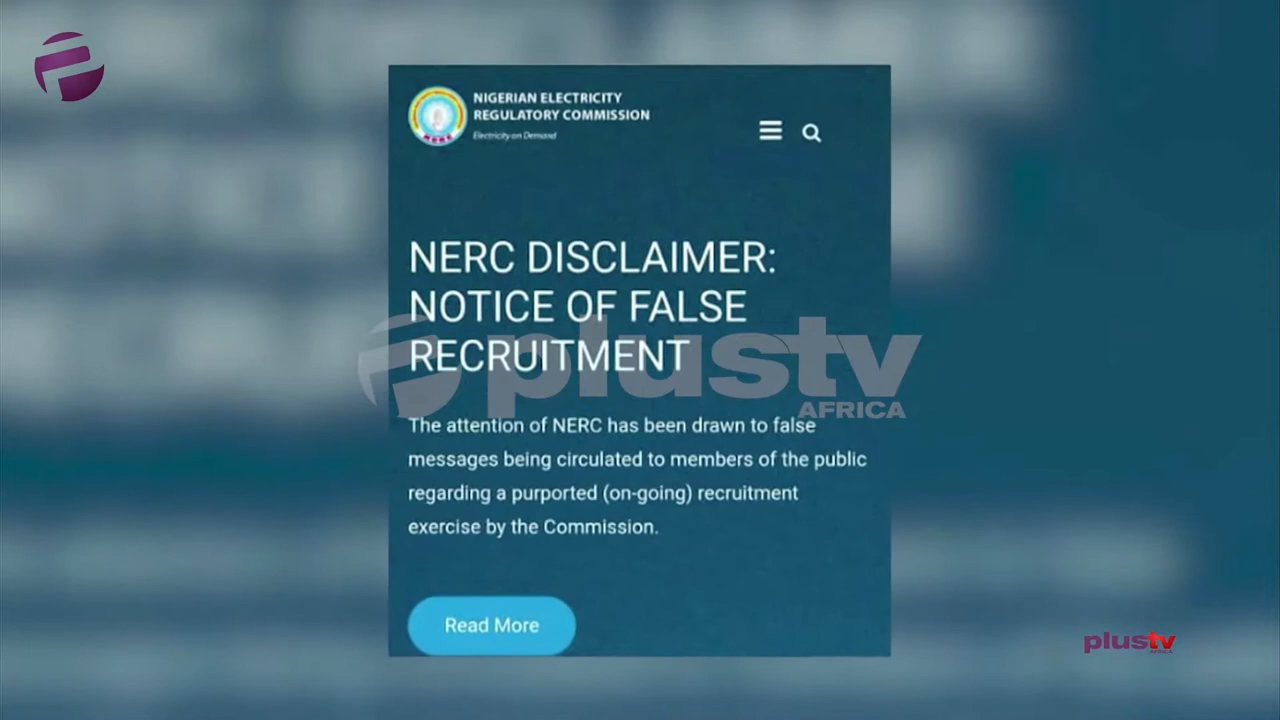 NIGERIAN ELECTRICITY
REGULATORY COMMISSION
Electricity on Demand
NERC DISCLAIMER:
NOTICE OF FALSE
RECRUITMENT
plustv
AFRICA
The attention of NERC has been drawn to false
messages being circulated to members of the public
regarding a purported (on-going) recruitment
exercise by the Commission.
Read More
plustv
AFRICA